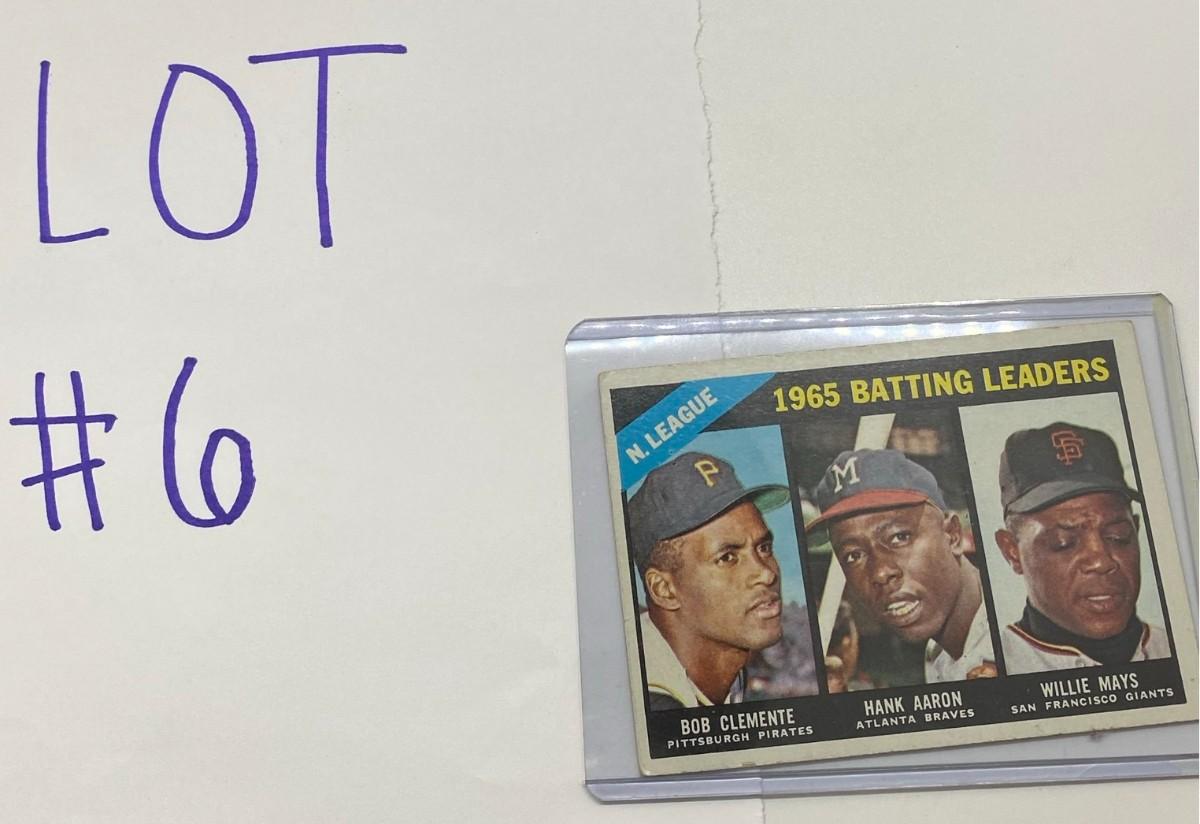 LOT
#6
N. LEAGUE
1965 BATTING LEADERS
P
M
SF
BOB CLEMENTE
PITTSBURGH PIRATES
HANK AARON
ATLANTA BRAVES
WILLIE MAYS
SAN FRANCISCO GIANTS